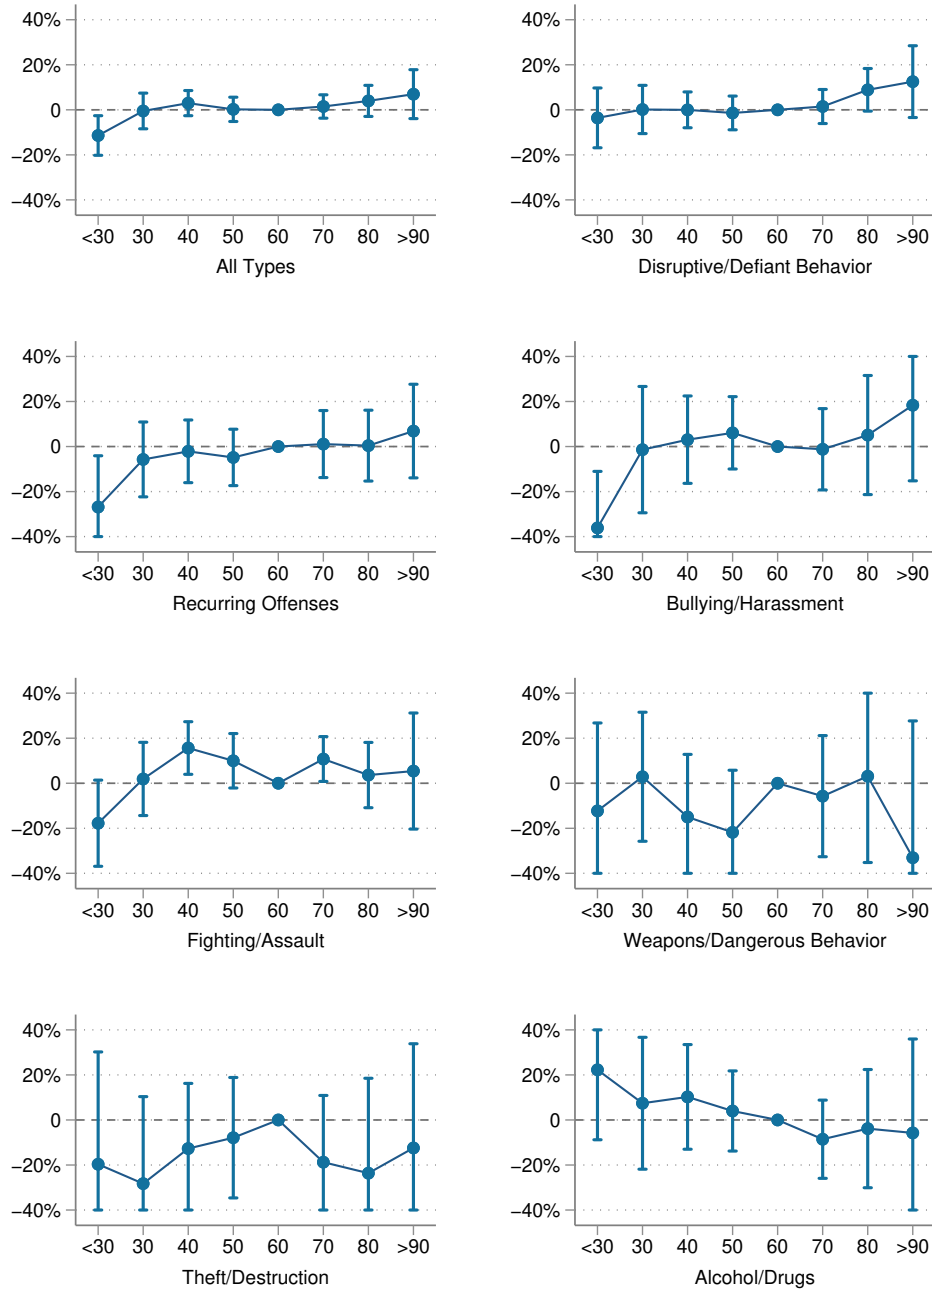 40%
20%
0
−20%
−40%
<30 30 40 50 60 70 80 >90
All Types
40%
20%
0
−20%
−40%
<30 30 40 50 60 70 80 >90
Disruptive/Defiant Behavior
40%
20%
0
−20%
−40%
<30 30 40 50 60 70 80 >90
Recurring Offenses
40%
20%
0
−20%
−40%
<30 30 40 50 60 70 80 >90
Bullying/Harassment
40%
20%
0
−20%
−40%
<30 30 40 50 60 70 80 >90
Fighting/Assault
40%
20%
0
−20%
−40%
<30 30 40 50 60 70 80 >90
Weapons/Dangerous Behavior
40%
20%
0
−20%
−40%
<30 30 40 50 60 70 80 >90
Theft/Destruction
40%
20%
0
−20%
−40%
<30 30 40 50 60 70 80 >90
Alcohol/Drugs